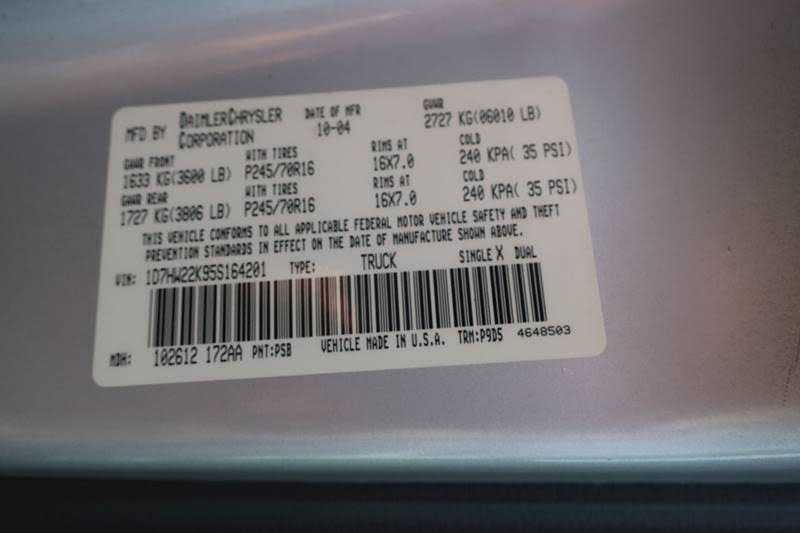 MFD BY DAIMLERCHRYSLER CORPORATION DATE OF MFR 10-04 GVWR 2727 KG(06010 LB)
GAWR FRONT WITH TIRES RIMS AT COLD
1633 KG(3600 LB) P245/70R16 16X7.0 240 KPA( 35 PSI)
GAWR REAR WITH TIRES RIMS AT COLD
1727 KG(3806 LB) P245/70R16 16X7.0 240 KPA( 35 PSI)
THIS VEHICLE CONFORMS TO ALL APPLICABLE FEDERAL MOTOR VEHICLE SAFETY AND THEFT
PREVENTION STANDARDS IN EFFECT ON THE DATE OF MANUFACTURE SHOWN ABOVE.
VIN: 1D7HW22K95S164201 TYPE: TRUCK SINGLE X DUAL
MDH: 102612 172AA PNT:PSB VEHICLE MADE IN U.S.A. TRM:P9D5 4648503